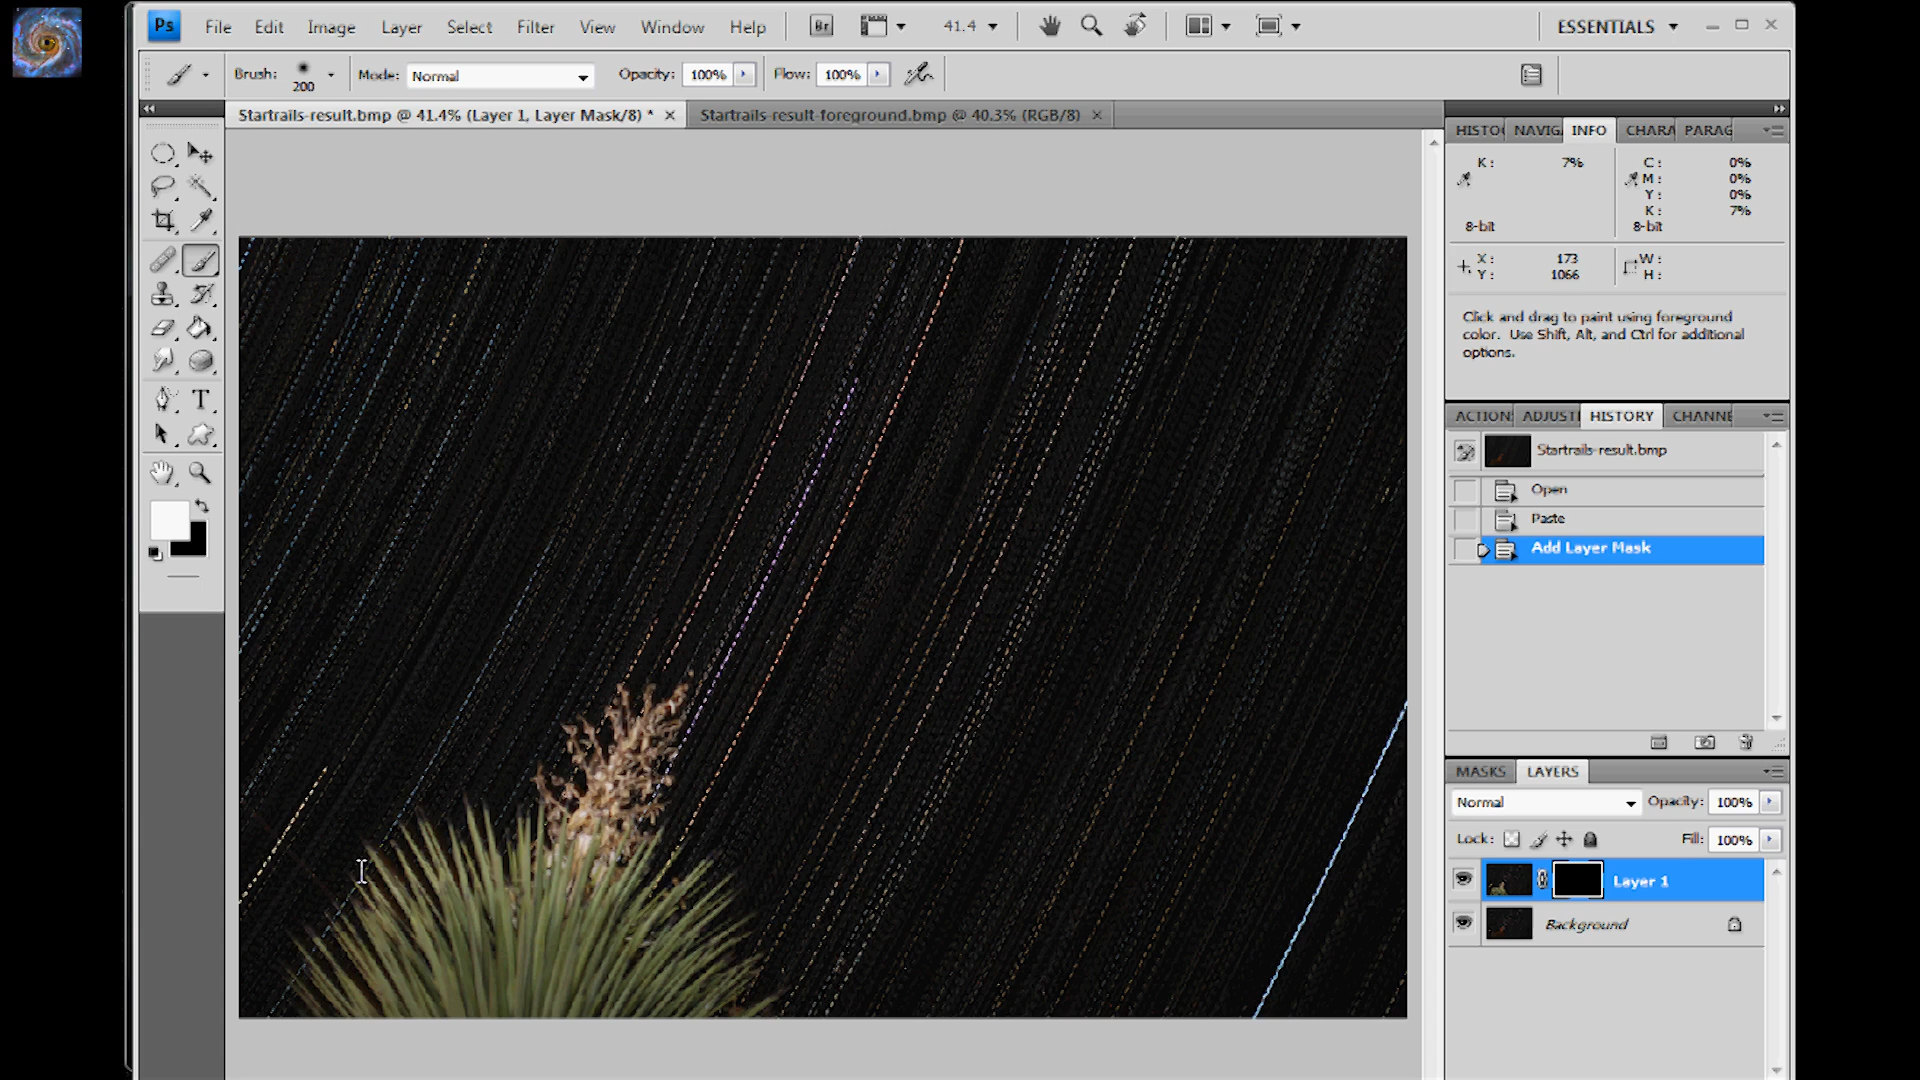 Ps File Edit Image Layer Select Filter View Window Help Br 41.4 ESSENTIALS
Brush: 200 Mode: Normal Opacity: 100% Flow: 100%
Startrails-result.bmp @ 41.4% (Layer 1, Layer Mask/8) * Startrails-result-foreground.bmp @ 40.3% (RGB/8)
HISTO NAVIG INFO CHARA PARAG
K: 7% C: 0%
M: 0%
Y: 0%
K: 7%
8-bit 8-bit
X: 173 W:
Y: 1066 H:
Click and drag to paint using foreground
color. Use Shift, Alt, and Ctrl for additional
options.
ACTION ADJUSTI HISTORY CHANNE
Startrails-result.bmp
Open
Paste
Add Layer Mask
MASKS LAYERS
Normal Opacity: 100%
Lock: Fill: 100%
Layer 1
Background